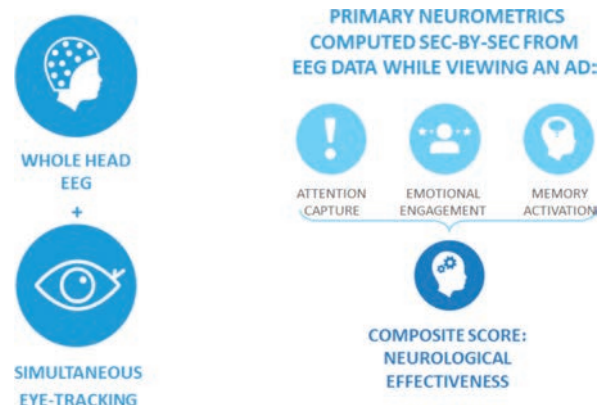 WHOLE HEAD
EEG
+
SIMULTANEOUS
EYE-TRACKING
PRIMARY NEUROMETRICS
COMPUTED SEC-BY-SEC FROM
EEG DATA WHILE VIEWING AN AD:
ATTENTION
CAPTURE
EMOTIONAL
ENGAGEMENT
MEMORY
ACTIVATION
COMPOSITE SCORE:
NEUROLOGICAL
EFFECTIVENESS